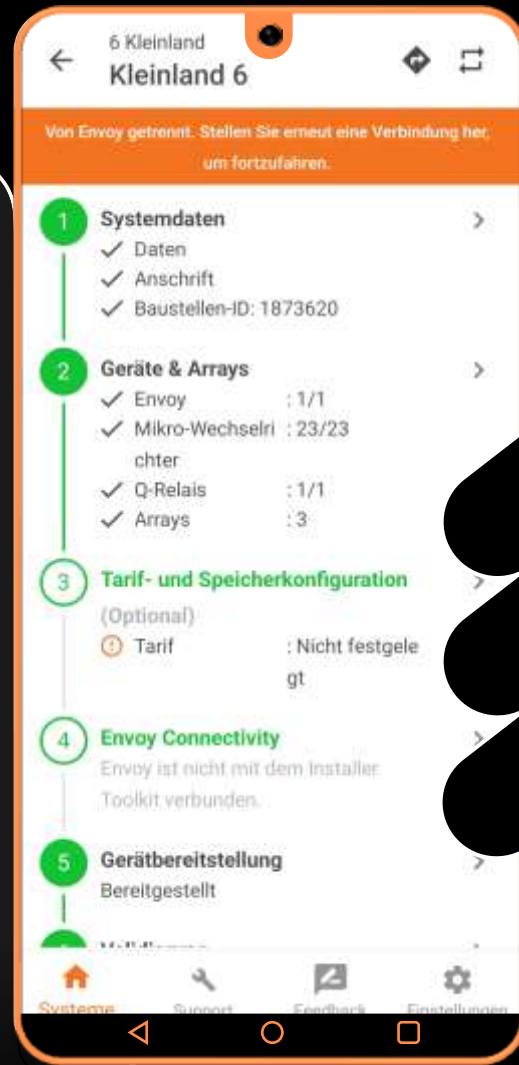 6 Kleinland
Kleinland 6
Von Envoy getrennt. Stellen Sie erneut eine Verbindung her,
um fortzufahren.
1 Systemdaten
Daten
Anschrift
Baustellen-ID: 1873620
2 Geräte & Arrays
Envoy : 1/1
Mikro-Wechselri : 23/23
chter
Q-Relais : 1/1
Arrays : 3
3 Tarif- und Speicherkonfiguration
(Optional)
Tarif : Nicht festgele
gt
4 Envoy Connectivity
Envoy ist nicht mit dem Installer
Toolkit verbunden.
5 Gerätbereitstellung
Bereitgestellt
Systeme Support Feedback Einstellungen